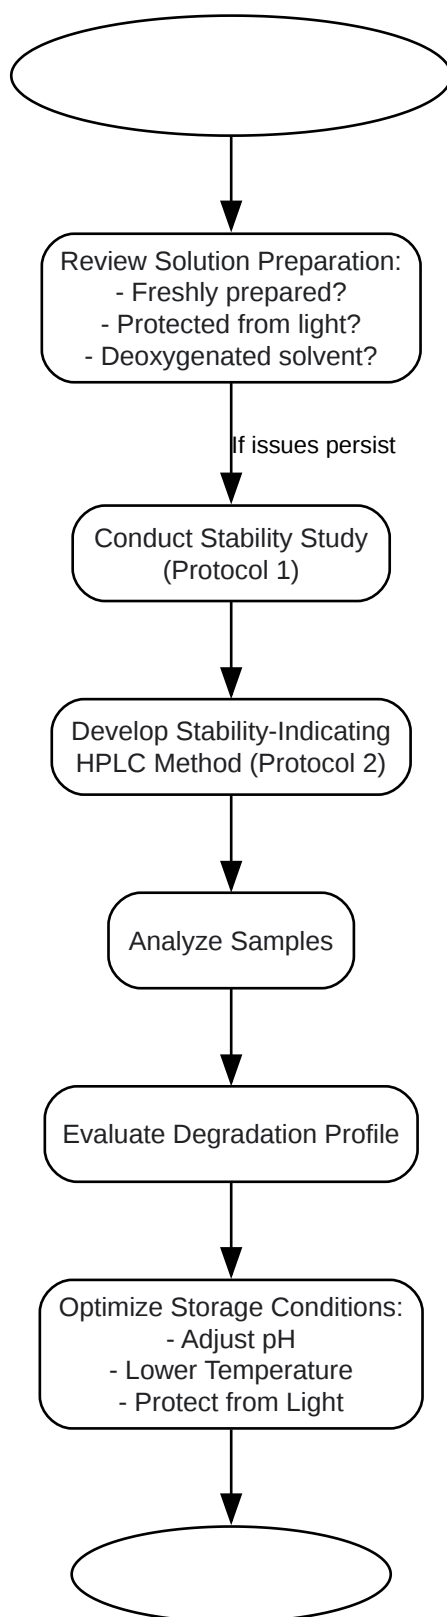 Review Solution Preparation:
- Freshly prepared?
- Protected from light?
- Deoxygenated solvent?
If issues persist
Conduct Stability Study
(Protocol 1)
Develop Stability-Indicating
HPLC Method (Protocol 2)
Analyze Samples
Evaluate Degradation Profile
Optimize Storage Conditions:
- Adjust pH
- Lower Temperature
- Protect from Light